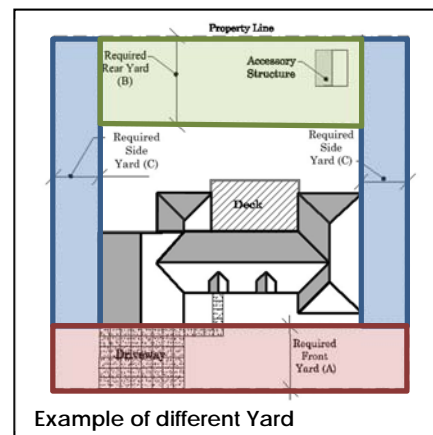 Property Line
Required
Rear Yard
(B)
Accessory
Structure
Required
Side
Yard (C)
Required
Side
Yard (C)
Deck
Driveway
Required
Front
Yard (A)
Example of different Yard